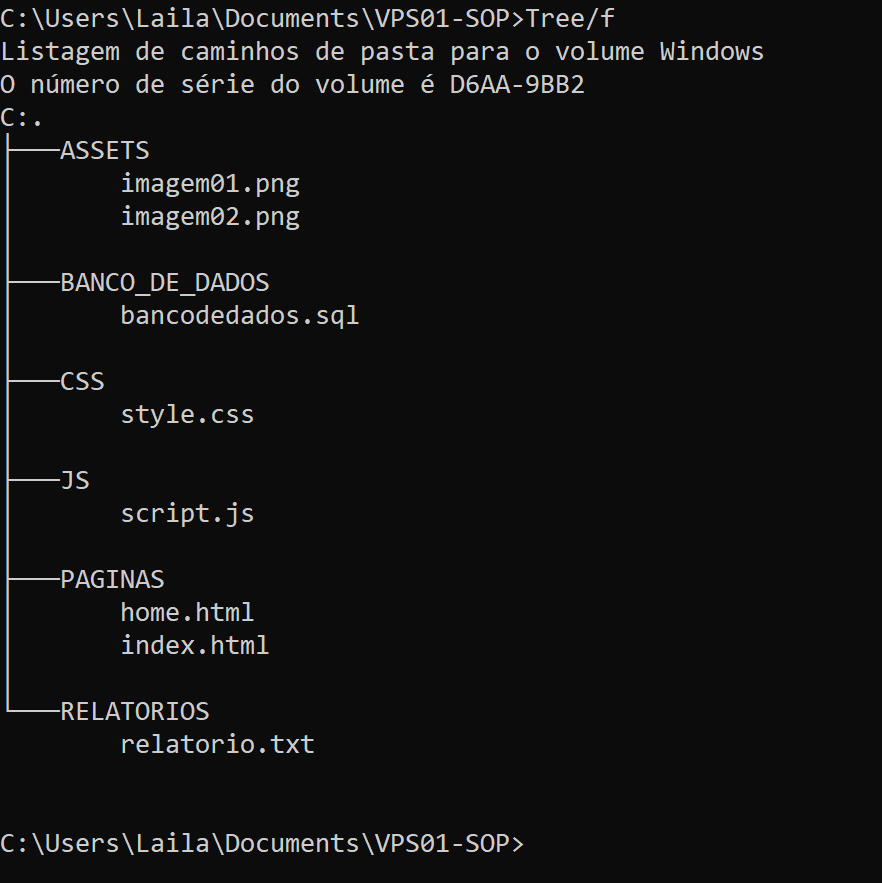 C:\Users\Laila\Documents\VPS01-SOP>Tree/f
Listagem de caminhos de pasta para o volume Windows
O número de série do volume é D6AA-9BB2
C:.
├───ASSETS
│       imagem01.png
│       imagem02.png
│
├───BANCO_DE_DADOS
│       bancodedados.sql
│
├───CSS
│       style.css
│
├───JS
│       script.js
│
├───PAGINAS
│       home.html
│       index.html
│
└───RELATORIOS
        relatorio.txt
C:\Users\Laila\Documents\VPS01-SOP>